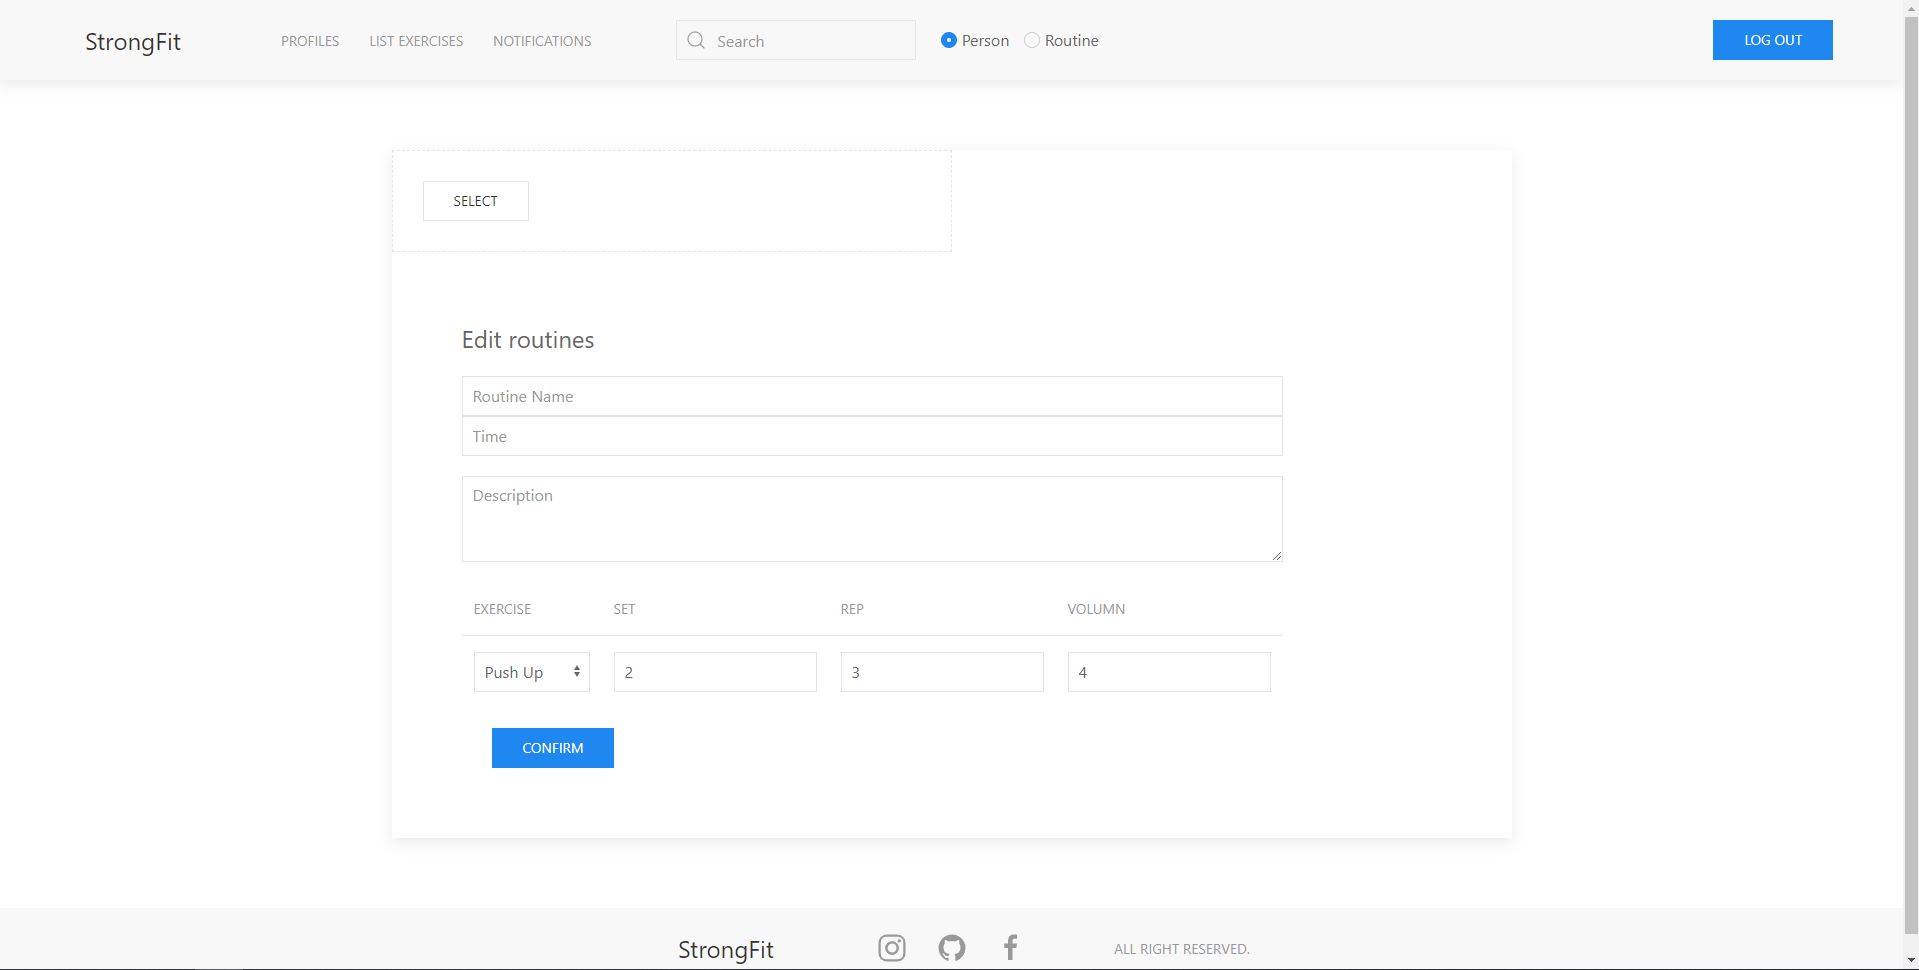 StrongFit PROFILES LIST EXERCISES NOTIFICATIONS Search Person Routine LOG OUT
SELECT
Edit routines
Routine Name
Time
Description
EXERCISE SET REP VOLUMN
Push Up 2 3 4
CONFIRM
StrongFit ALL RIGHT RESERVED.